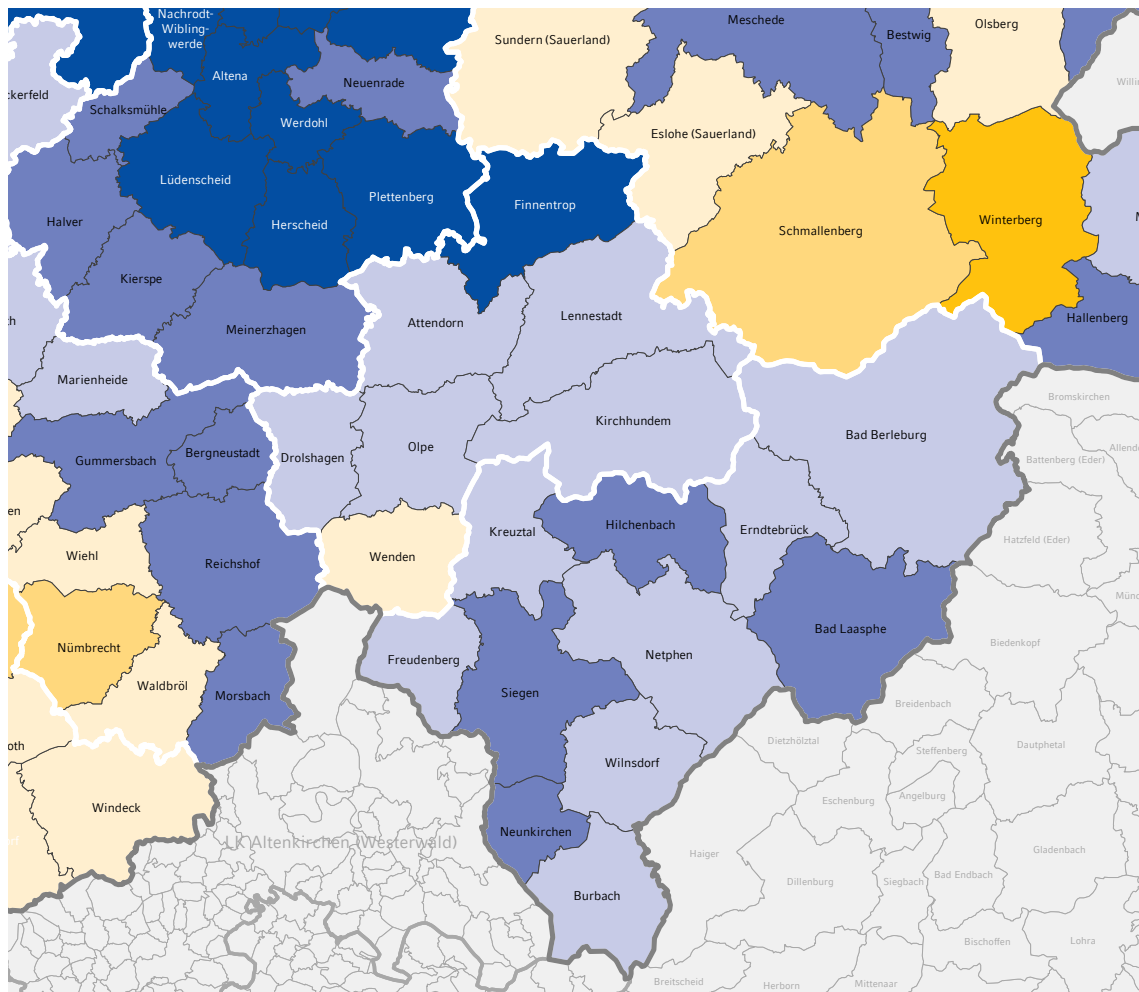 Nachrodt-
Wibling-
werde
Meschede
Olsberg
Bestwig
Sundern (Sauerland)
Altena
Neuenrade
ckerfeld
Schalksmühle
Werdohl
Eslohe (Sauerland)
Lüdenscheid
Plettenberg
Finnentrop
Halver
Herscheid
Schmallenberg
Winterberg
Kierspe
Meinerzhagen
Attendorn
Lennestadt
Hallenberg
Marienheide
Bromskirchen
Kirchhundem
Bad Berleburg
Olpe
Drolshagen
Bergneustadt
Gummersbach
Battenberg (Eder)
Hilchenbach
Kreuztal
Erndtebrück
Hatzfeld (Eder)
Wiehl
Reichshof
Wenden
Bad Laasphe
Biedenkopf
Nümbrecht
Netphen
Freudenberg
Waldbröl
Morsbach
Siegen
Breidenbach
Dietzhölztal
Steffenberg
Dautphetal
Wilnsdorf
Angelburg
Eschenburg
Windeck
Neunkirchen
LK Altenkirchen (Westerwald)
Haiger
Gladenbach
Dillenburg
Siegbach
Bad Endbach
Burbach
Bischoffen
Lohra
Breitscheid
Herborn
Mittenaar